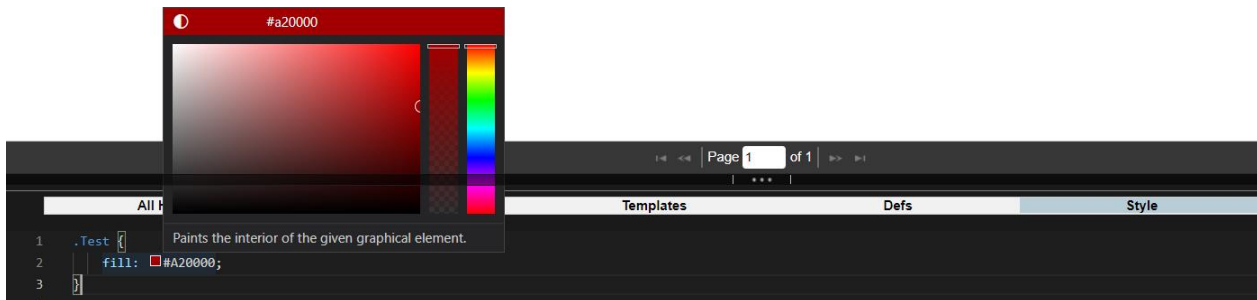 #a20000
Page 1 of 1
All H
Templates
Defs
Style
Paints the interior of the given graphical element.
1 .Test {
2 fill: #A20000;
3 }